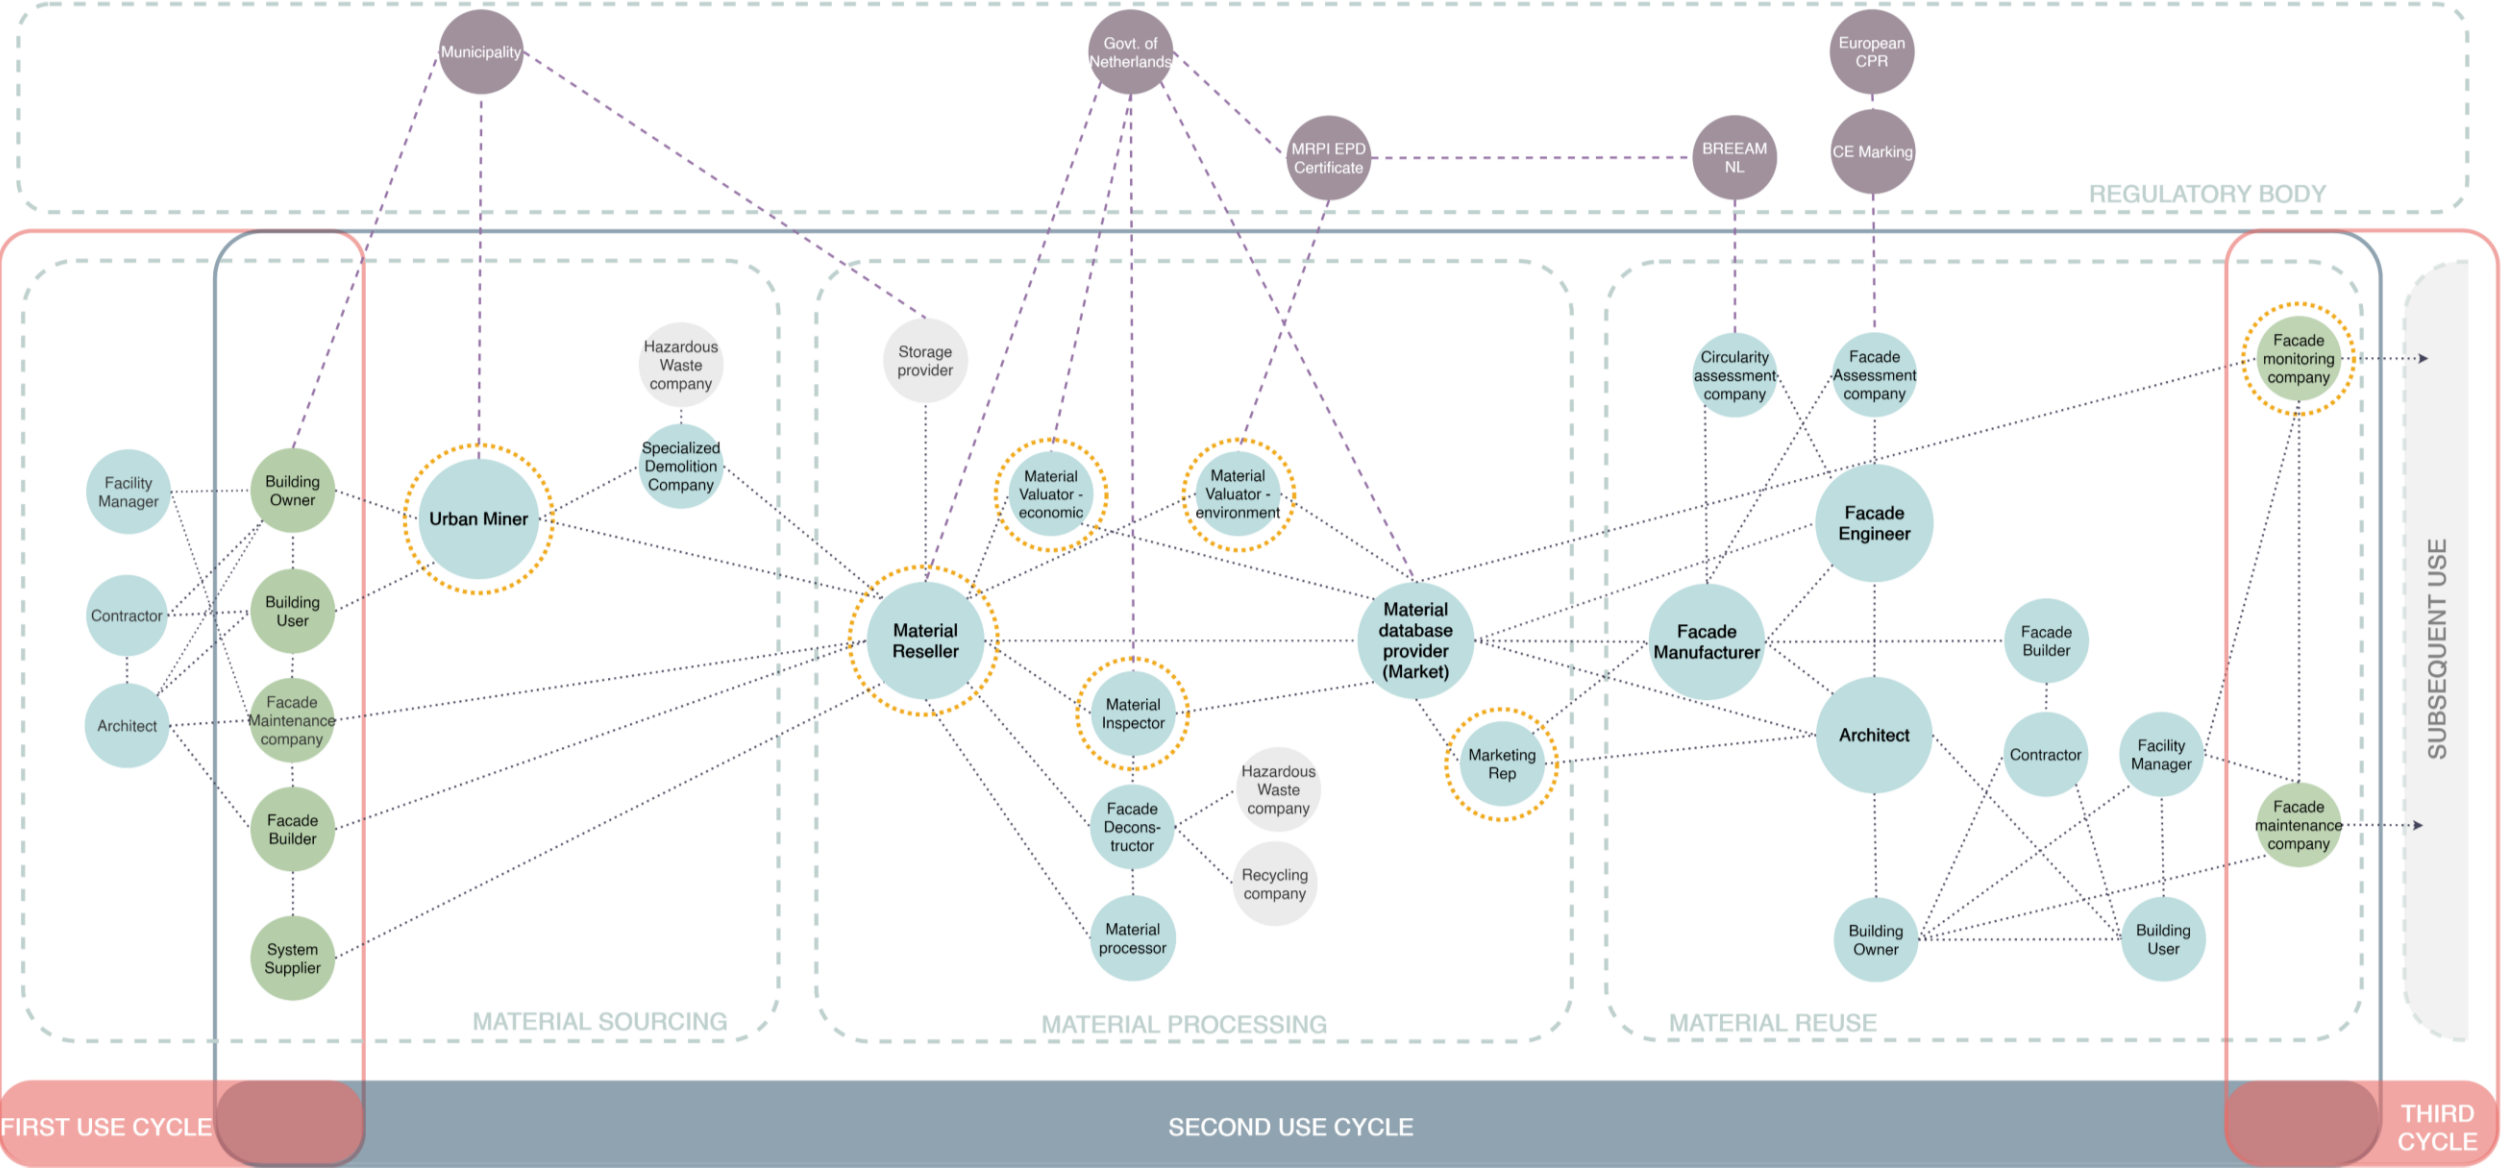 Municipality
Govt. of
Netherlands
European
CPR
MRPI EPD
Certificate
BREEAM
NL
CE Marking
REGULATORY BODY
Facility
Manager
Contractor
Architect
Building
Owner
Building
User
Facade
Maintenance
company
Facade
Builder
System
Supplier
Urban Miner
Hazardous
Waste
company
Specialized
Demolition
Company
MATERIAL SOURCING
Storage
provider
Material
Valuator -
economic
Material
Valuator -
environment
Material
Reseller
Material
database
provider
(Market)
Material
Inspector
Marketing
Rep
Facade
Decons-
tructor
Hazardous
Waste
company
Recycling
company
Material
processor
MATERIAL PROCESSING
Circularity
assessment
company
Facade
Assessment
company
Facade
Engineer
Facade
Manufacturer
Architect
Facade
Builder
Contractor
Facility
Manager
Building
Owner
Building
User
Facade
monitoring
company
Facade
maintenance
company
MATERIAL REUSE
SUBSEQUENT USE
FIRST USE CYCLE
SECOND USE CYCLE
THIRD
CYCLE